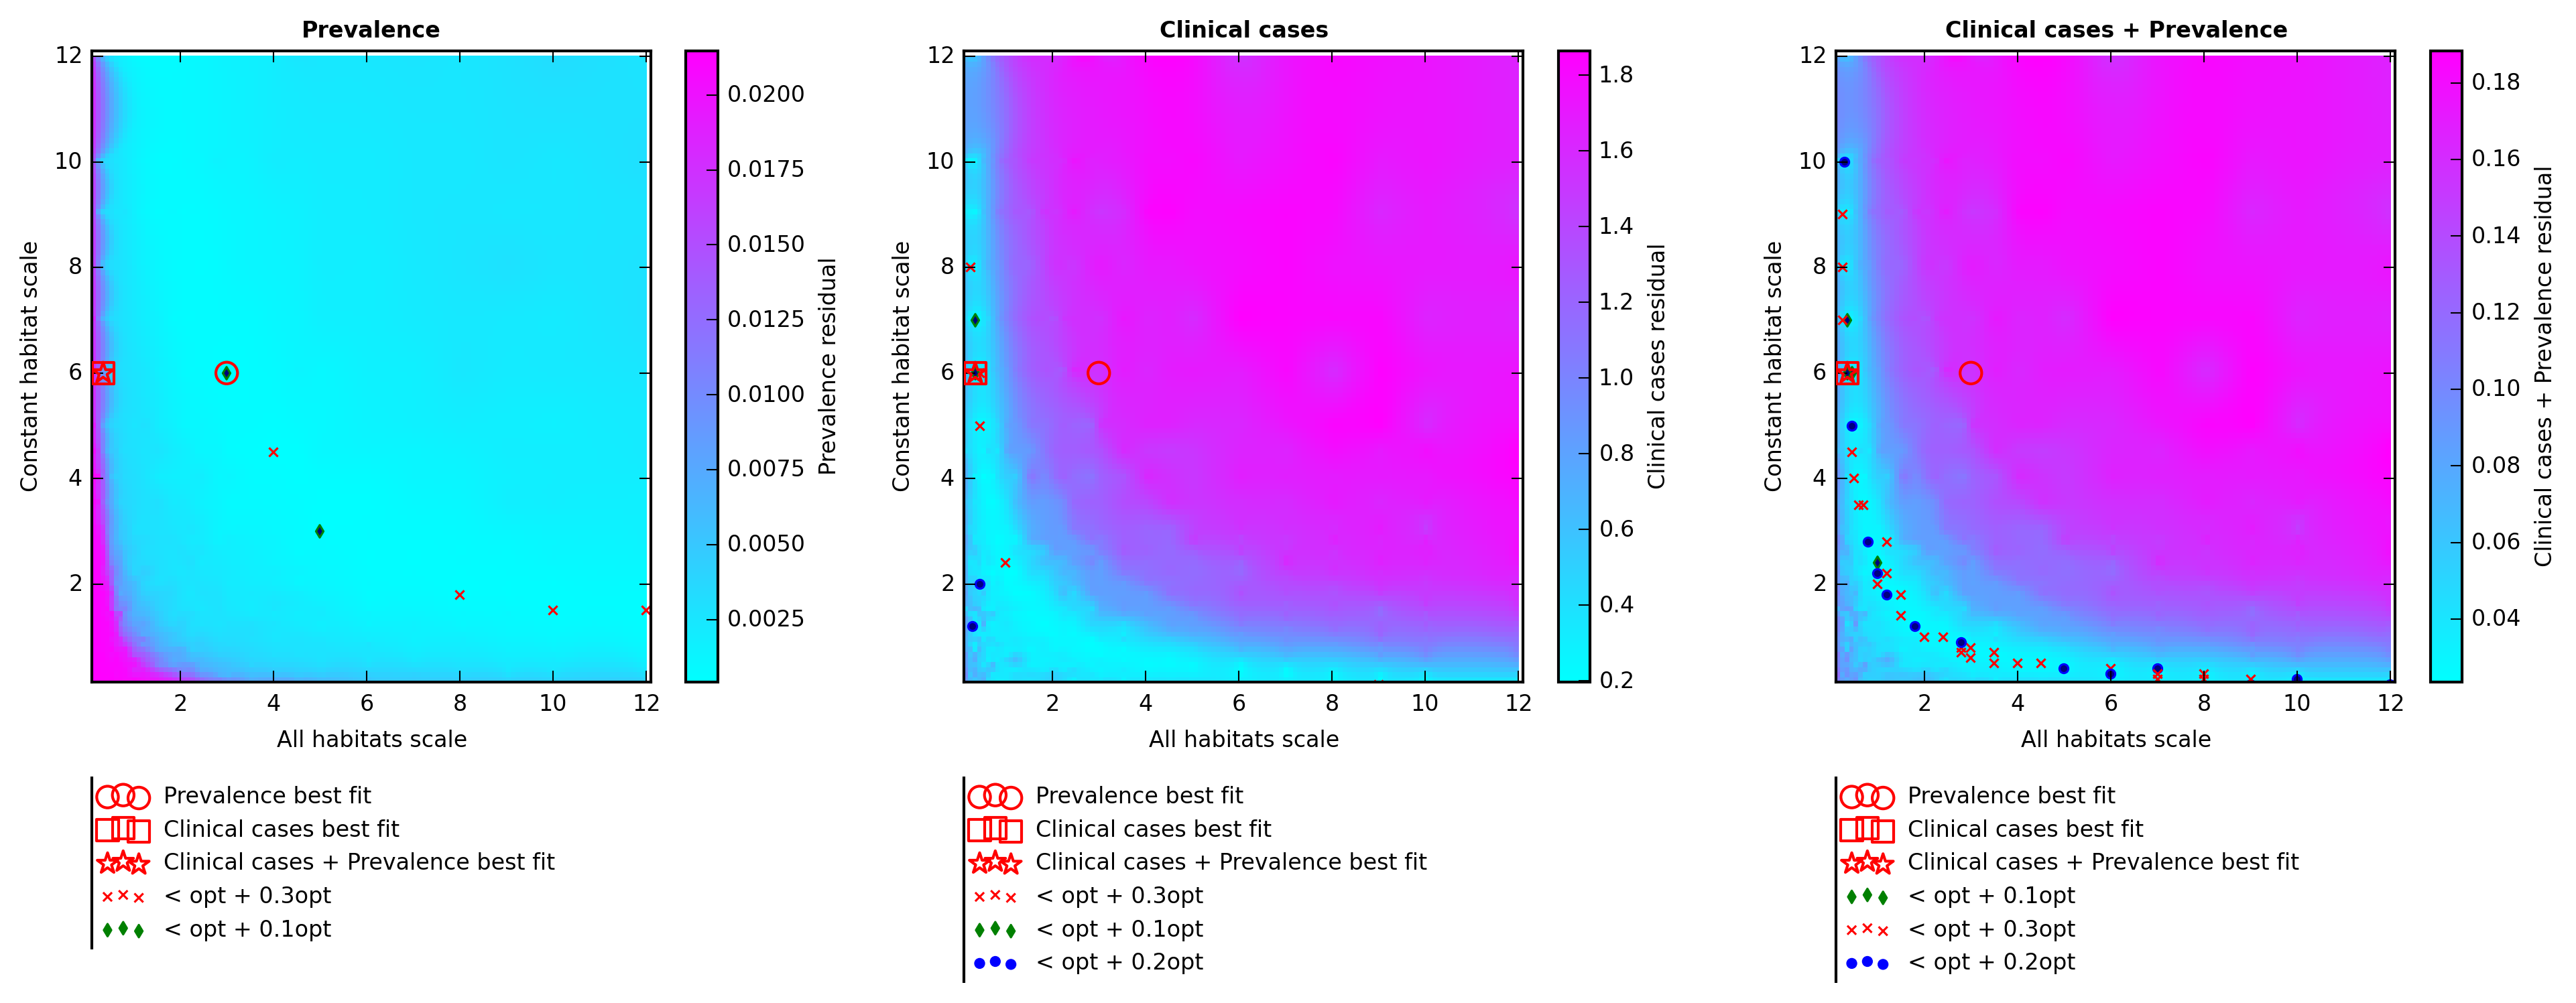 Prevalence
12
10
8
6
4
2
Constant habitat scale
2 4 6 8 10 12
All habitats scale
0.0200
0.0175
0.0150
0.0125
0.0100
0.0075
0.0050
0.0025
Prevalence residual
Prevalence best fit
Clinical cases best fit
Clinical cases + Prevalence best fit
< opt + 0.3opt
< opt + 0.1opt
Clinical cases
12
10
8
6
4
2
Constant habitat scale
2 4 6 8 10 12
All habitats scale
1.8
1.6
1.4
1.2
1.0
0.8
0.6
0.4
0.2
Clinical cases residual
Prevalence best fit
Clinical cases best fit
Clinical cases + Prevalence best fit
< opt + 0.3opt
< opt + 0.1opt
< opt + 0.2opt
Clinical cases + Prevalence
12
10
8
6
4
2
Constant habitat scale
2 4 6 8 10 12
All habitats scale
0.18
0.16
0.14
0.12
0.10
0.08
0.06
0.04
Clinical cases + Prevalence residual
Prevalence best fit
Clinical cases best fit
Clinical cases + Prevalence best fit
< opt + 0.1opt
< opt + 0.3opt
< opt + 0.2opt